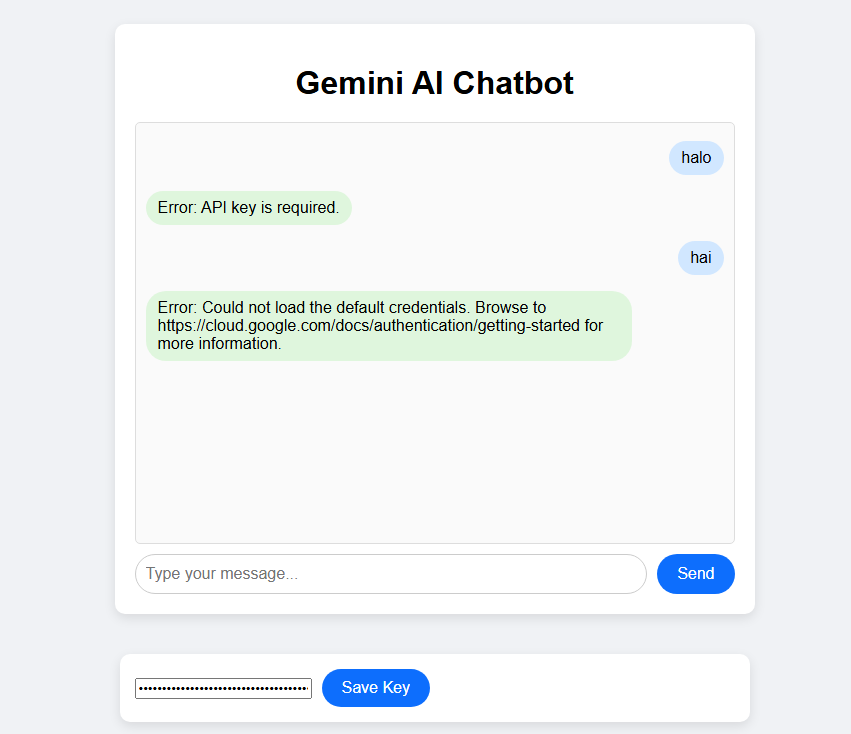 Gemini AI Chatbot
halo
Error: API key is required.
hai
Error: Could not load the default credentials. Browse to
https://cloud.google.com/docs/authentication/getting-started for
more information.
Type your message...
Send
Save Key